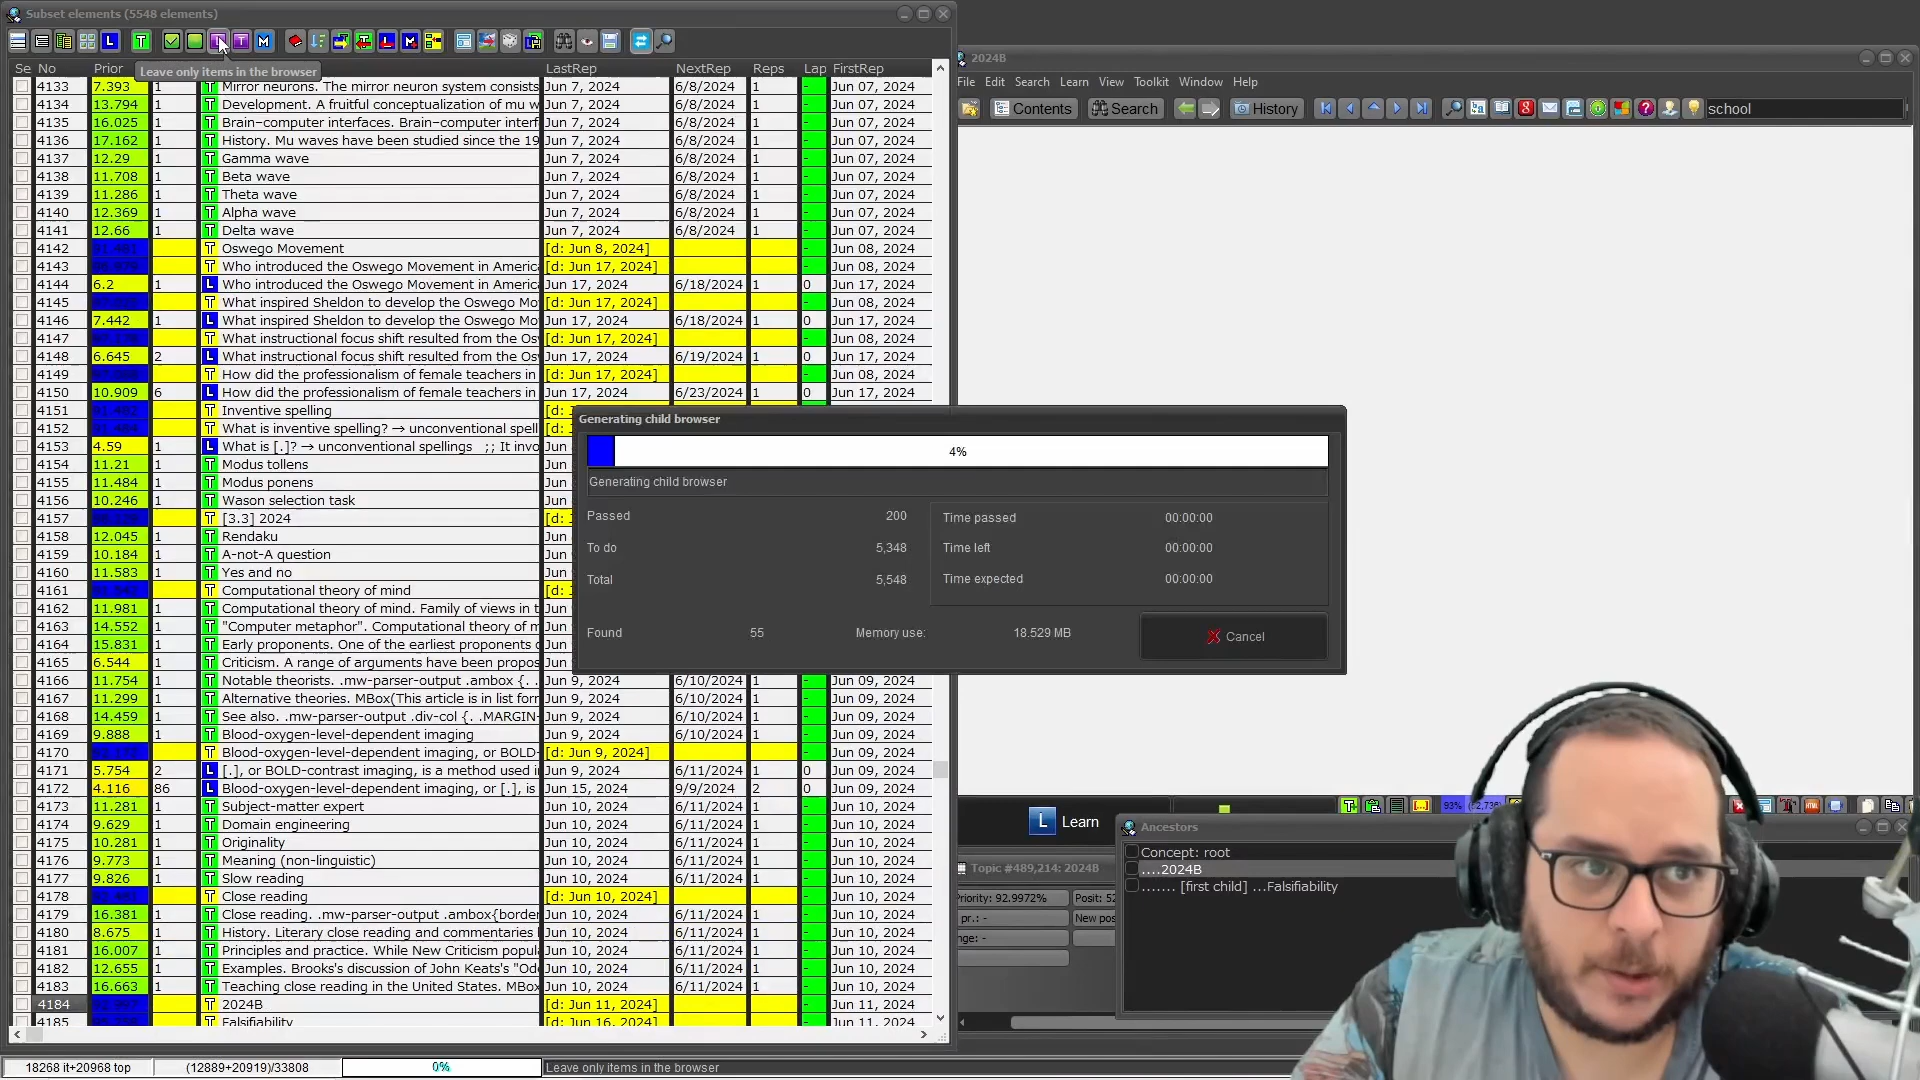 Subset elements (5548 elements)
Leave only items in the browser
Se No Prior LastRep NextRep Reps Lap FirstRep
4133 7.393 1 T Mirror neurons. The mirror neuron system consists Jun 7, 2024 6/8/2024 1 - Jun 07, 2024
4134 13.794 1 T Development. A fruitful conceptualization of mu w Jun 7, 2024 6/8/2024 1 - Jun 07, 2024
4135 16.025 1 T Brain–computer interfaces. Brain–computer interf Jun 7, 2024 6/8/2024 1 - Jun 07, 2024
4136 17.162 1 T History. Mu waves have been studied since the 19 Jun 7, 2024 6/8/2024 1 - Jun 07, 2024
4137 12.29 1 T Gamma wave Jun 7, 2024 6/8/2024 1 - Jun 07, 2024
4138 11.708 1 T Beta wave Jun 7, 2024 6/8/2024 1 - Jun 07, 2024
4139 11.286 1 T Theta wave Jun 7, 2024 6/8/2024 1 - Jun 07, 2024
4140 12.369 1 T Alpha wave Jun 7, 2024 6/8/2024 1 - Jun 07, 2024
4141 12.66 1 T Delta wave Jun 7, 2024 6/8/2024 1 - Jun 07, 2024
4142 T Oswego Movement [d: Jun 8, 2024] - Jun 08, 2024
4143 T Who introduced the Oswego Movement in America [d: Jun 17, 2024] - Jun 08, 2024
4144 6.2 1 L Who introduced the Oswego Movement in America Jun 17, 2024 6/18/2024 1 0 Jun 17, 2024
4145 T What inspired Sheldon to develop the Oswego Mo [d: Jun 17, 2024] - Jun 08, 2024
4146 7.442 1 L What inspired Sheldon to develop the Oswego Mo Jun 17, 2024 6/18/2024 1 0 Jun 17, 2024
4147 T What instructional focus shift resulted from the Os [d: Jun 17, 2024] - Jun 08, 2024
4148 6.645 2 L What instructional focus shift resulted from the Os Jun 17, 2024 6/19/2024 1 0 Jun 17, 2024
4149 T How did the professionalism of female teachers in [d: Jun 17, 2024] - Jun 08, 2024
4150 10.909 6 L How did the professionalism of female teachers in Jun 17, 2024 6/23/2024 1 0 Jun 17, 2024
4151 T Inventive spelling [d:
4152 T What is inventive spelling? → unconventional spell [d:
4153 4.59 1 L What is [.]? → unconventional spellings ;; It invo Jun
4154 11.21 1 T Modus tollens Jun
4155 11.484 1 T Modus ponens Jun
4156 10.246 1 T Wason selection task Jun
4157 T [3.3] 2024 [d:
4158 12.045 1 T Rendaku Jun
4159 10.184 1 T A-not-A question Jun
4160 11.583 1 T Yes and no Jun
4161 T Computational theory of mind [d:
4162 11.981 1 T Computational theory of mind. Family of views in t Jun
4163 14.552 1 T "Computer metaphor". Computational theory of m Jun
4164 15.831 1 T Early proponents. One of the earliest proponents o Jun
4165 6.544 1 T Criticism. A range of arguments have been propos Jun
4166 11.754 1 T Notable theorists. .mw-parser-output .ambox {. . Jun 9, 2024 6/10/2024 1 - Jun 09, 2024
4167 11.299 1 T Alternative theories. MBox(This article is in list form Jun 9, 2024 6/10/2024 1 - Jun 09, 2024
4168 14.459 1 T See also. .mw-parser-output .div-col {. .MARGIN- Jun 9, 2024 6/10/2024 1 - Jun 09, 2024
4169 9.888 1 T Blood-oxygen-level-dependent imaging Jun 9, 2024 6/10/2024 1 - Jun 09, 2024
4170 T Blood-oxygen-level-dependent imaging, or BOLD- [d: Jun 9, 2024] - Jun 09, 2024
4171 5.754 2 L [.], or BOLD-contrast imaging, is a method used i Jun 9, 2024 6/11/2024 1 0 Jun 09, 2024
4172 4.116 86 L Blood-oxygen-level-dependent imaging, or [.], is Jun 15, 2024 9/9/2024 2 0 Jun 09, 2024
4173 11.281 1 T Subject-matter expert Jun 10, 2024 6/11/2024 1 - Jun 10, 2024
4174 9.629 1 T Domain engineering Jun 10, 2024 6/11/2024 1 - Jun 10, 2024
4175 10.281 1 T Originality Jun 10, 2024 6/11/2024 1 - Jun 10, 2024
4176 9.773 1 T Meaning (non-linguistic) Jun 10, 2024 6/11/2024 1 - Jun 10, 2024
4177 9.826 1 T Slow reading Jun 10, 2024 6/11/2024 1 - Jun 10, 2024
4178 T Close reading [d: Jun 10, 2024] - Jun 10, 2024
4179 16.381 1 T Close reading. .mw-parser-output .ambox{border Jun 10, 2024 6/11/2024 1 - Jun 10, 2024
4180 8.675 1 T History. Literary close reading and commentaries Jun 10, 2024 6/11/2024 1 - Jun 10, 2024
4181 16.007 1 T Principles and practice. While New Criticism popul Jun 10, 2024 6/11/2024 1 - Jun 10, 2024
4182 12.655 1 T Examples. Brooks's discussion of John Keats's "Od Jun 10, 2024 6/11/2024 1 - Jun 10, 2024
4183 16.663 1 T Teaching close reading in the United States. MBox Jun 10, 2024 6/11/2024 1 - Jun 10, 2024
4184 T 2024B [d: Jun 11, 2024] - Jun 11, 2024
4185 T Falsifiability [d: Jun 16, 2024] - Jun 11, 2024
18268 it+20968 top (12889+20919)/33808 0% Leave only items in the browser
2024B
File Edit Search Learn View Toolkit Window Help
Contents Search History school
Generating child browser
4%
Generating child browser
Passed 200 Time passed 00:00:00
To do 5,348 Time left 00:00:00
Total 5,548 Time expected 00:00:00
Found 55 Memory use: 18.529 MB Cancel
L Learn
Topic #489,214: 2024B
Priority: 92.9972% Posit: 52
pr.: - New pos
nge: -
Ancestors
Concept: root
....2024B
....... [first child] ...Falsifiability